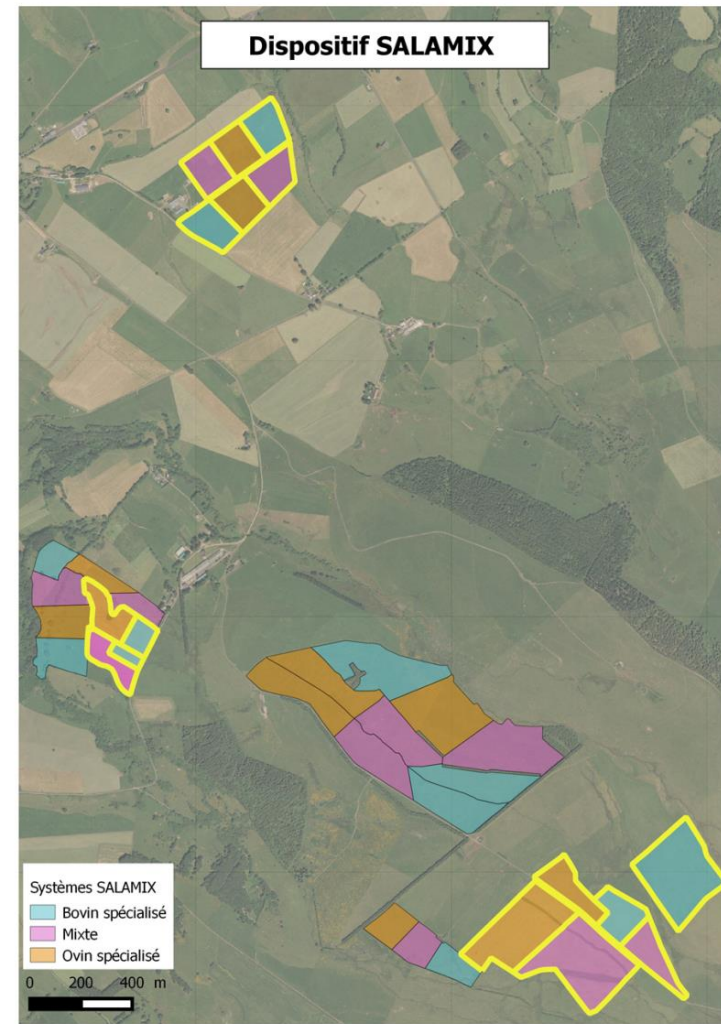 Dispositif SALAMIX
Systèmes SALAMIX
Bovin spécialisé
Mixte
Ovin spécialisé
0 200 400 m